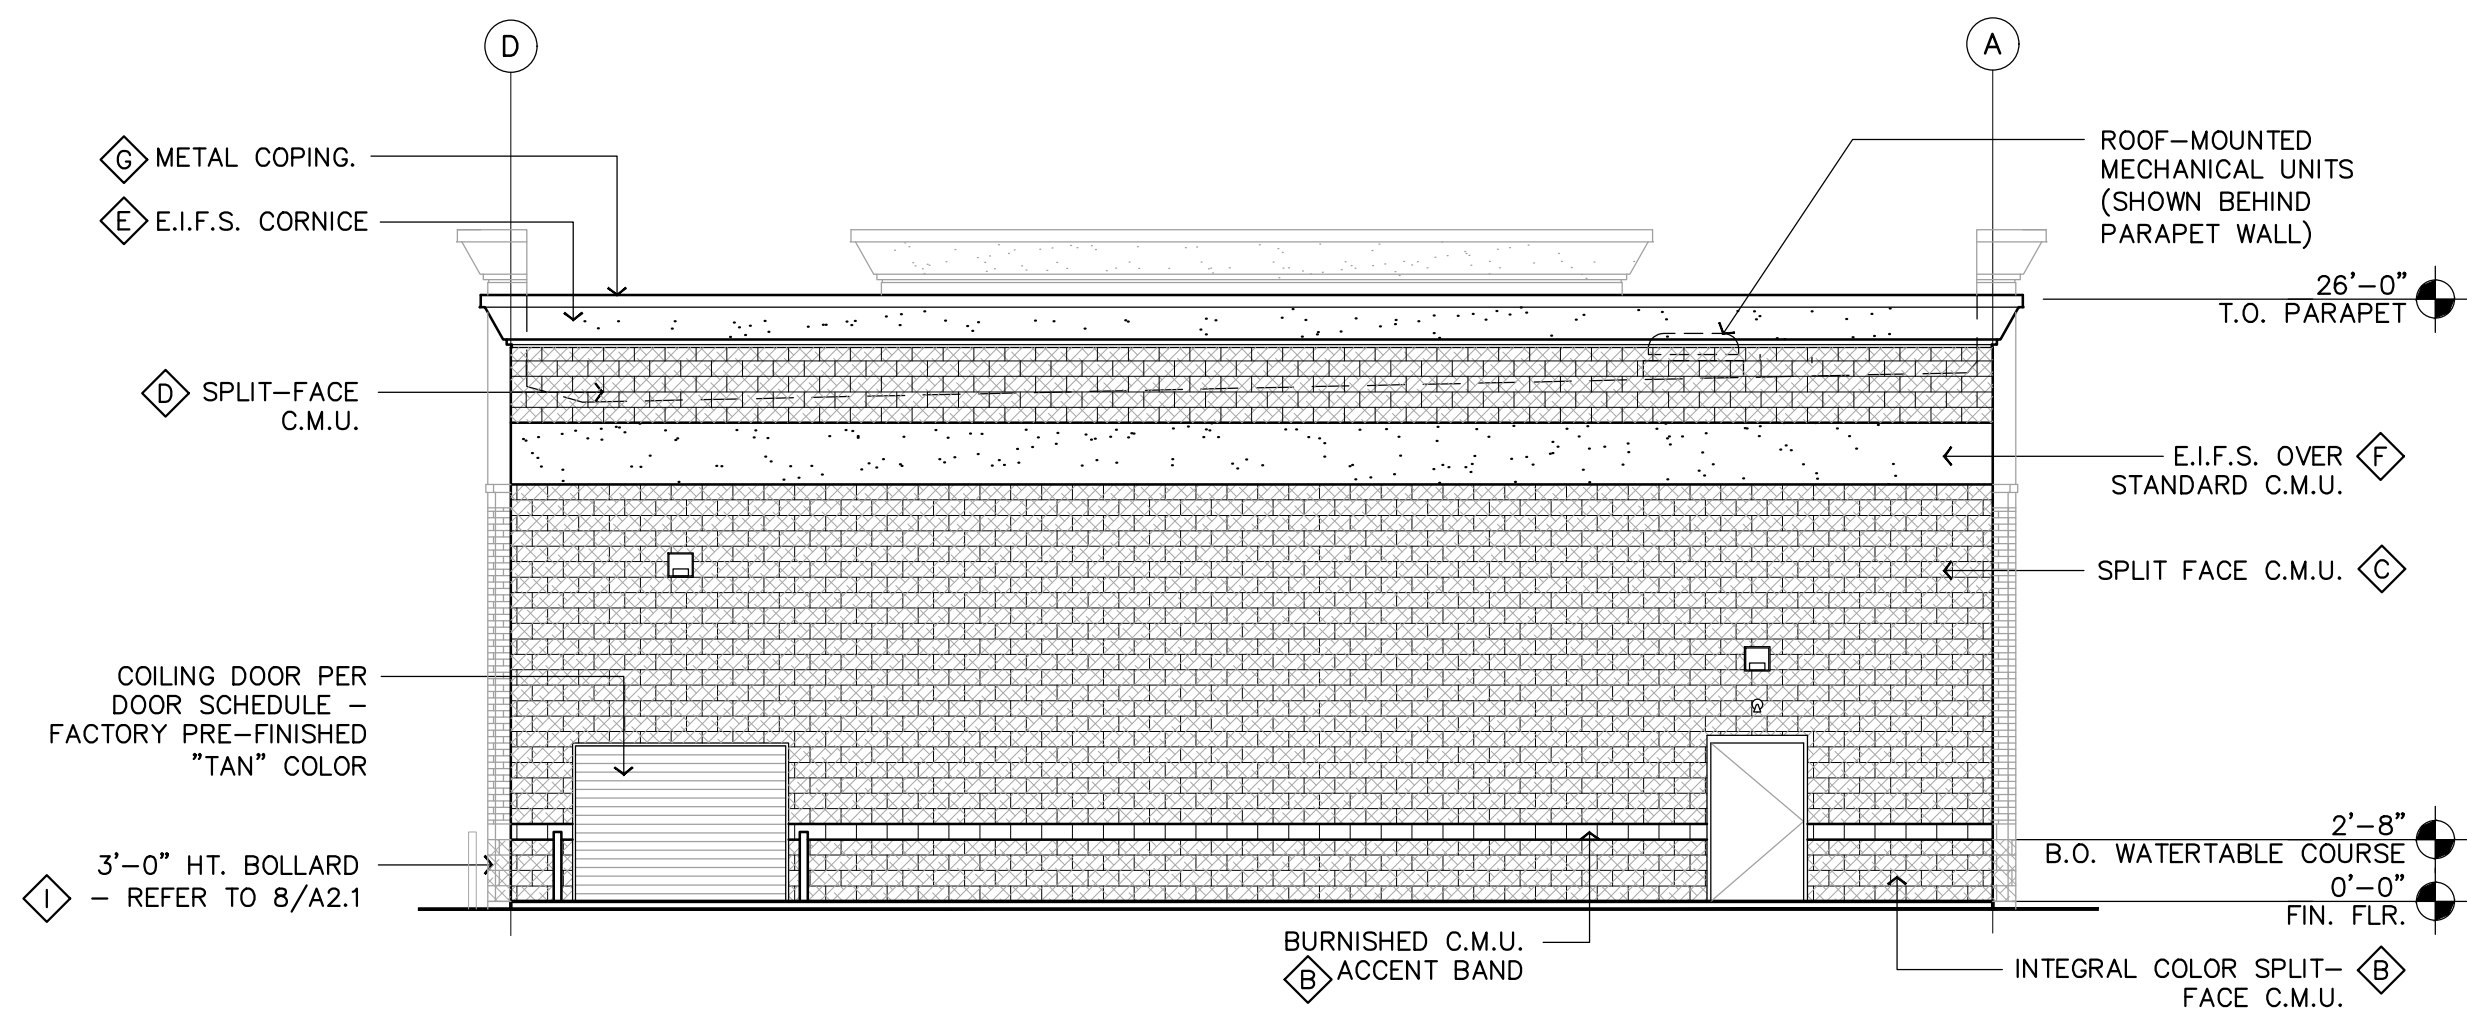 D
A
G METAL COPING.
E E.I.F.S. CORNICE
D SPLIT-FACE
C.M.U.
COILING DOOR PER
DOOR SCHEDULE -
FACTORY PRE-FINISHED
"TAN" COLOR
3'-0" HT. BOLLARD
I - REFER TO 8/A2.1
ROOF-MOUNTED
MECHANICAL UNITS
(SHOWN BEHIND
PARAPET WALL)
26'-0"
T.O. PARAPET
E.I.F.S. OVER F
STANDARD C.M.U.
SPLIT FACE C.M.U. C
2'-8"
B.O. WATERTABLE COURSE
0'-0"
FIN. FLR.
BURNISHED C.M.U.
B ACCENT BAND
INTEGRAL COLOR SPLIT- B
FACE C.M.U.